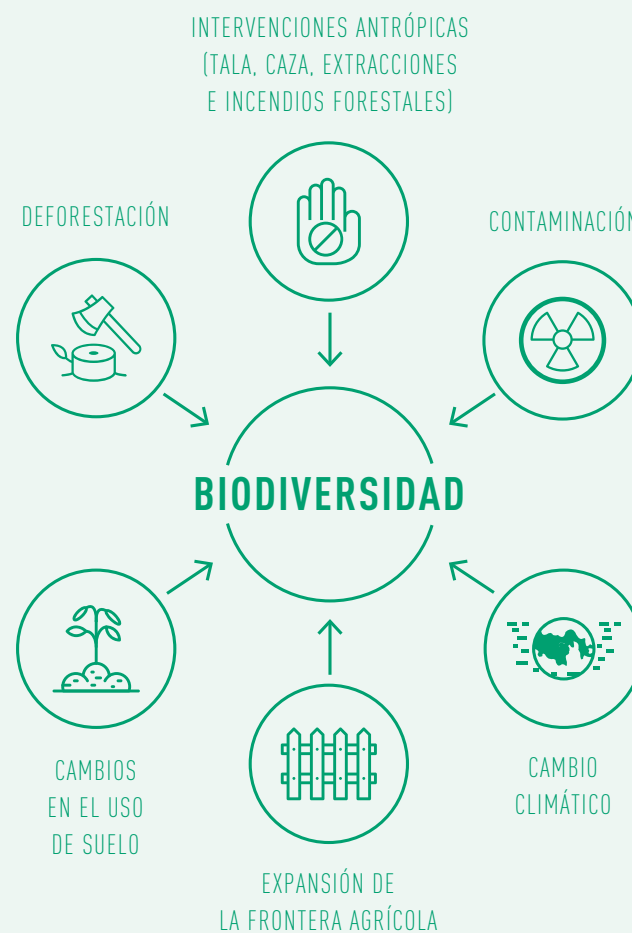 INTERVENCIONES ANTRÓPICAS
(TALA, CAZA, EXTRACCIONES
E INCENDIOS FORESTALES)
DEFORESTACIÓN
CONTAMINACIÓN
BIODIVERSIDAD
CAMBIOS
EN EL USO
DE SUELO
CAMBIO
CLIMÁTICO
EXPANSIÓN DE
LA FRONTERA AGRÍCOLA